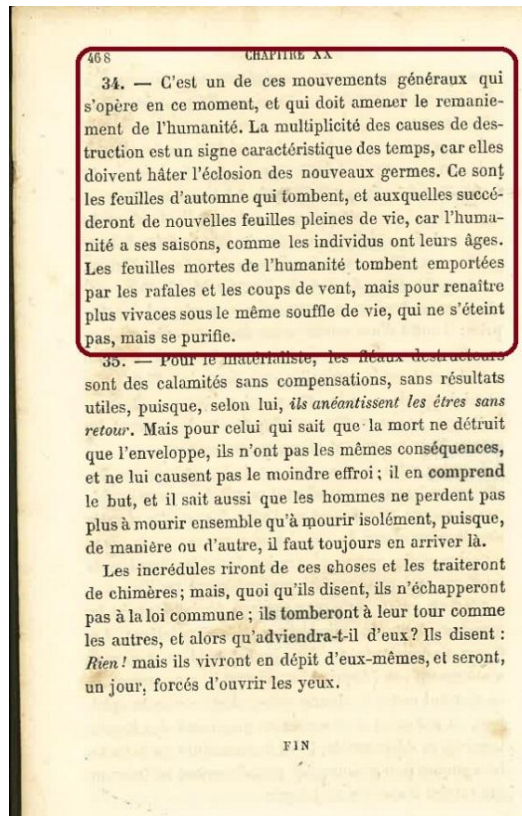 468 CHAPITRE XX
34. — C'est un de ces mouvements généraux qui
s'opère en ce moment, et qui doit amener le remanie-
ment de l'humanité. La multiplicité des causes de des-
truction est un signe caractéristique des temps, car elles
doivent hâter l'éclosion des nouveaux germes. Ce sont
les feuilles d'automne qui tombent, et auxquelles succé-
deront de nouvelles feuilles pleines de vie, car l'huma-
nité a ses saisons, comme les individus ont leurs âges.
Les feuilles mortes de l'humanité tombent emportées
par les rafales et les coups de vent, mais pour renaître
plus vivaces sous le même souffle de vie, qui ne s'éteint
pas, mais se purifie.
35. — Pour le matérialiste, les fléaux destructeurs
sont des calamités sans compensations, sans résultats
utiles, puisque, selon lui, ils anéantissent les êtres sans
retour. Mais pour celui qui sait que la mort ne détruit
que l'enveloppe, ils n'ont pas les mêmes conséquences,
et ne lui causent pas le moindre effroi ; il en comprend
le but, et il sait aussi que les hommes ne perdent pas
plus à mourir ensemble qu'à mourir isolément, puisque,
de manière ou d'autre, il faut toujours en arriver là.
Les incrédules riront de ces choses et les traiteront
de chimères ; mais, quoi qu'ils disent, ils n'échapperont
pas à la loi commune ; ils tomberont à leur tour comme
les autres, et alors qu'adviendra-t-il d'eux? Ils disent :
Rien ! mais ils vivront en dépit d'eux-mêmes, et seront,
un jour, forcés d'ouvrir les yeux.
FIN